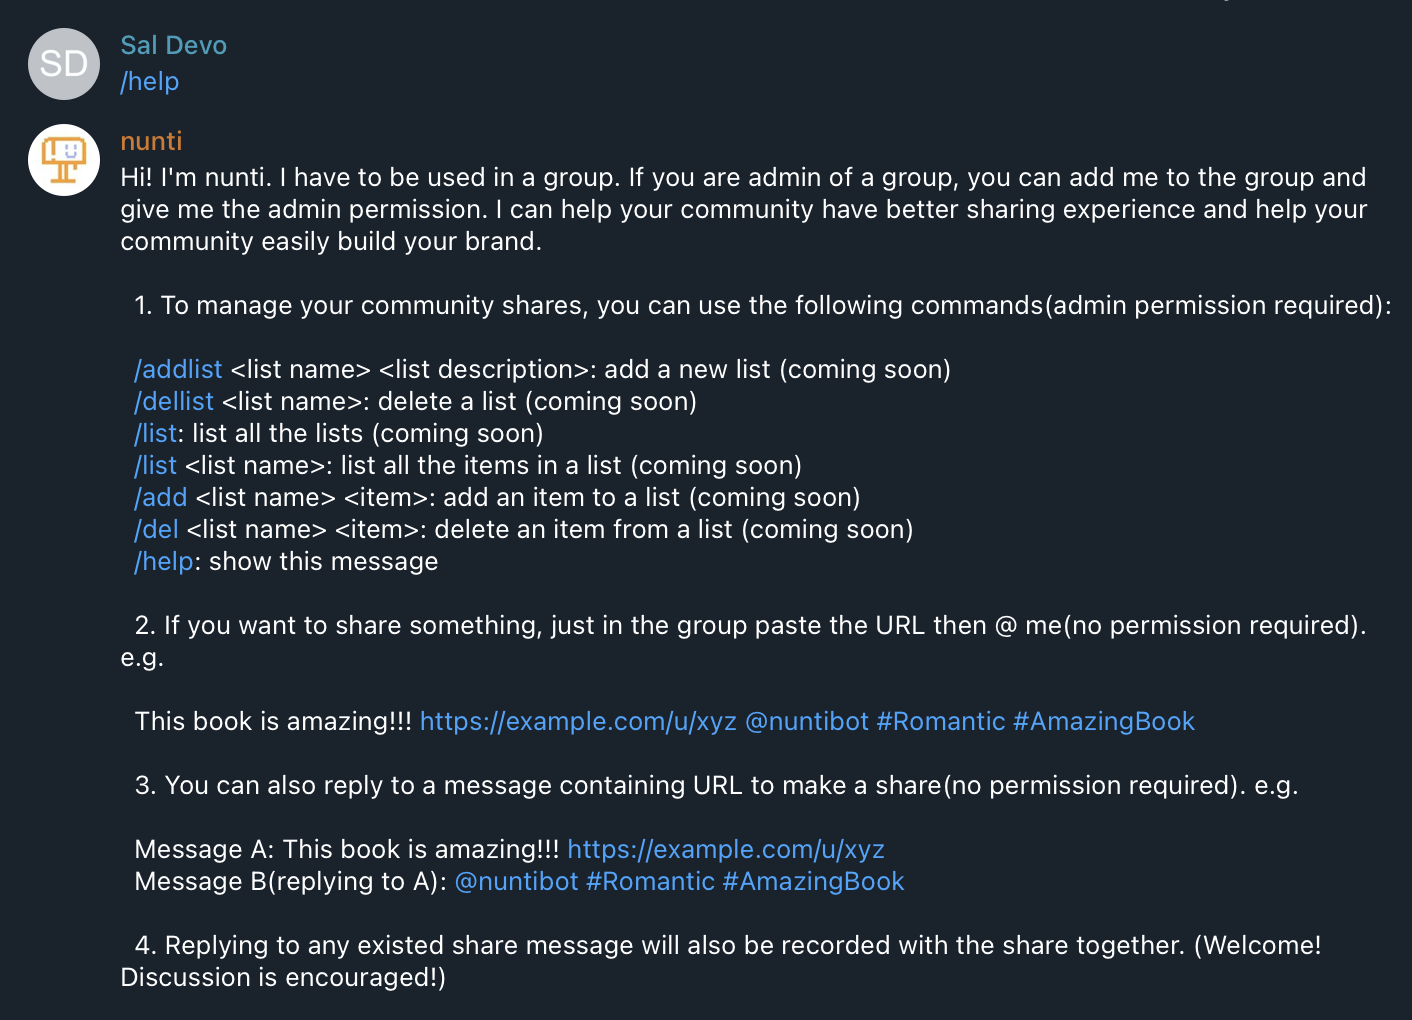 SD
Sal Devo
/help
nunti
Hi! I'm nunti. I have to be used in a group. If you are admin of a group, you can add me to the group and
give me the admin permission. I can help your community have better sharing experience and help your
community easily build your brand.
1. To manage your community shares, you can use the following commands(admin permission required):
/addlist <list name> <list description>: add a new list (coming soon)
/dellist <list name>: delete a list (coming soon)
/list: list all the lists (coming soon)
/list <list name>: list all the items in a list (coming soon)
/add <list name> <item>: add an item to a list (coming soon)
/del <list name> <item>: delete an item from a list (coming soon)
/help: show this message
2. If you want to share something, just in the group paste the URL then @ me(no permission required).
e.g.
This book is amazing!!! https://example.com/u/xyz @nuntibot #Romantic #AmazingBook
3. You can also reply to a message containing URL to make a share(no permission required). e.g.
Message A: This book is amazing!!! https://example.com/u/xyz
Message B(replying to A): @nuntibot #Romantic #AmazingBook
4. Replying to any existed share message will also be recorded with the share together. (Welcome!
Discussion is encouraged!)